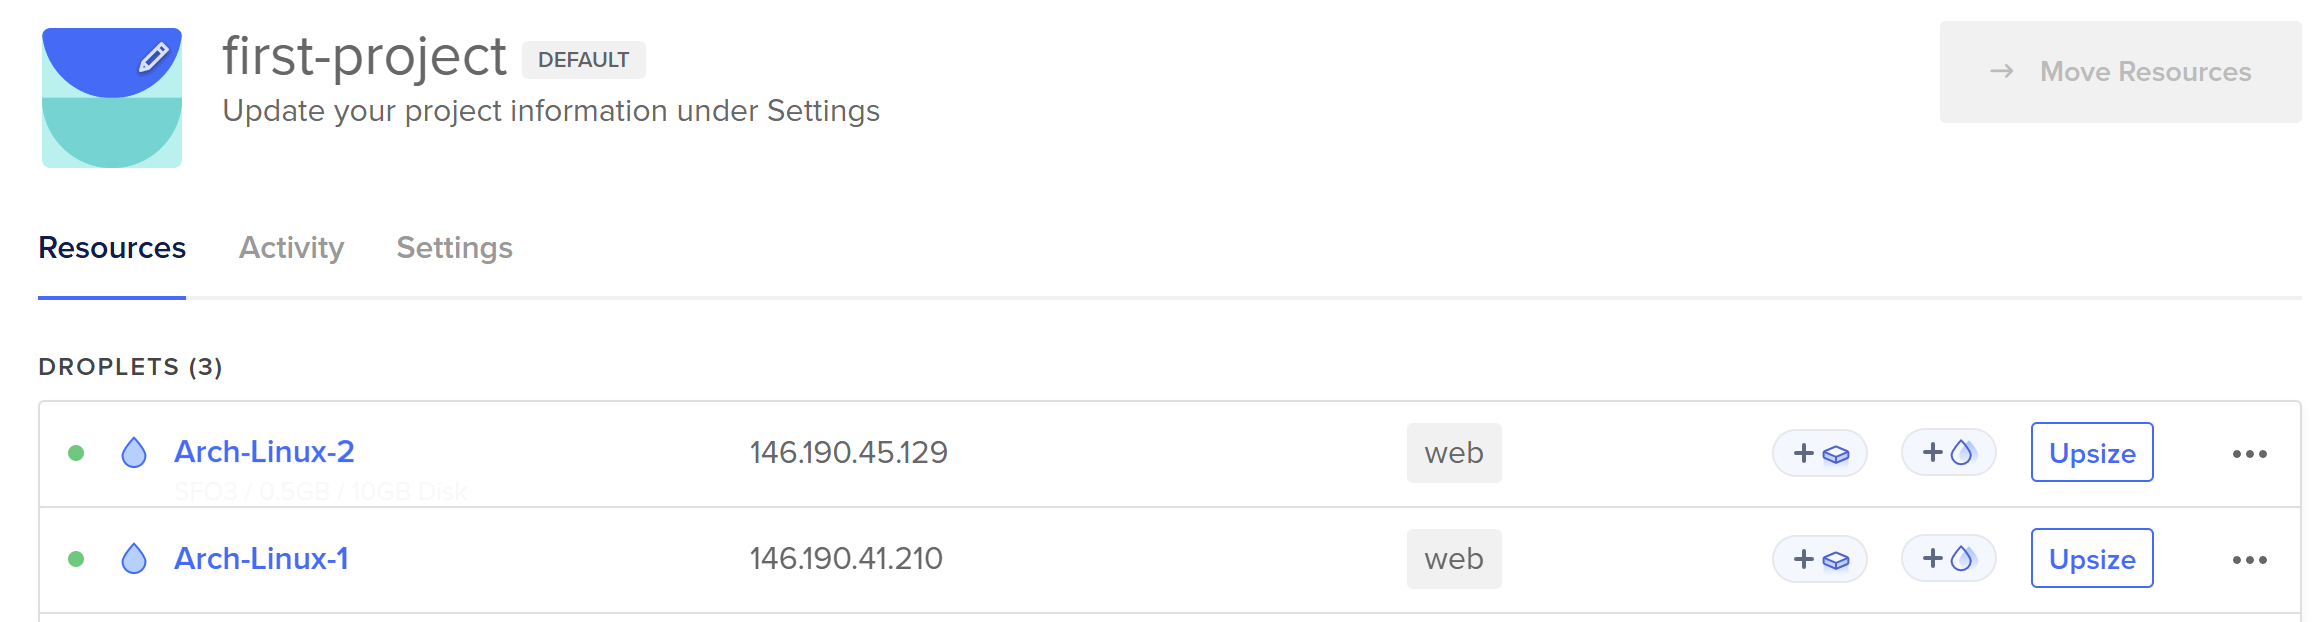 first-project DEFAULT
Update your project information under Settings
→ Move Resources
Resources Activity Settings
DROPLETS (3)
Arch-Linux-2 146.190.45.129 web + + Upsize •••
SFO3 / 0.5GB / 10GB Disk
Arch-Linux-1 146.190.41.210 web + + Upsize •••